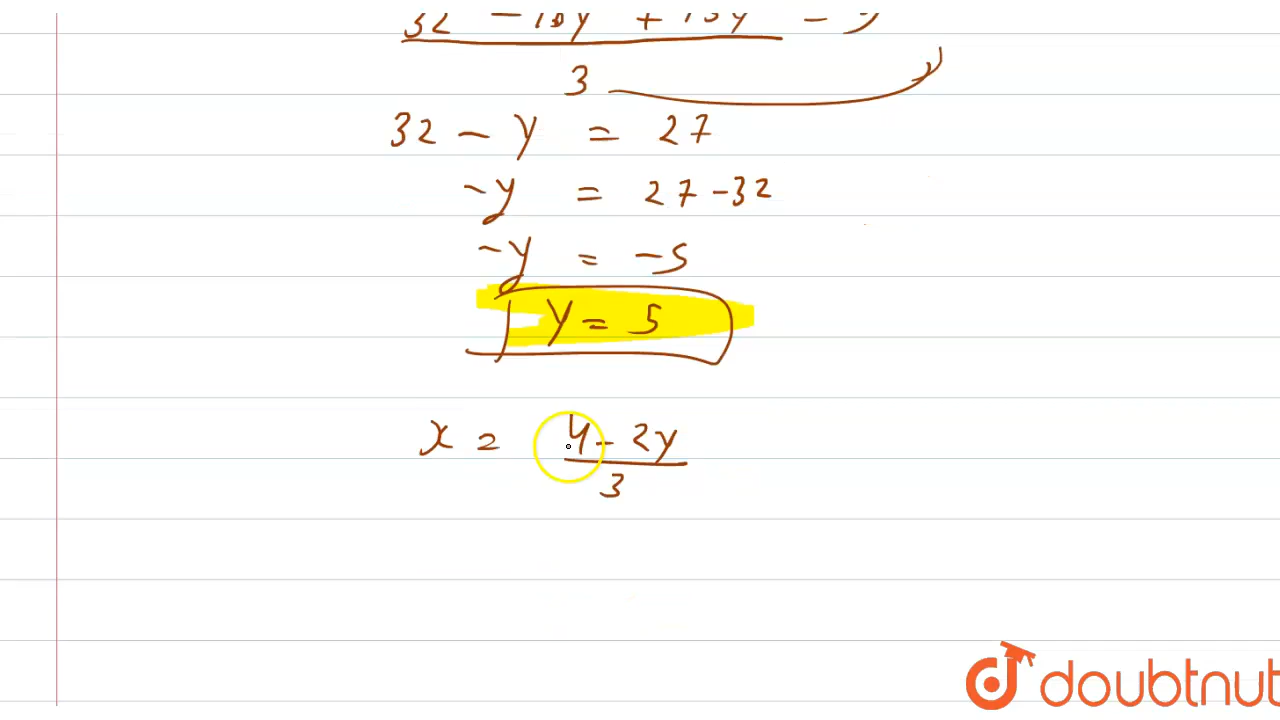 3
32 - y = 27
-y = 27-32
-y = -5
y = 5
x = 4 - 2y
3
doubtnut